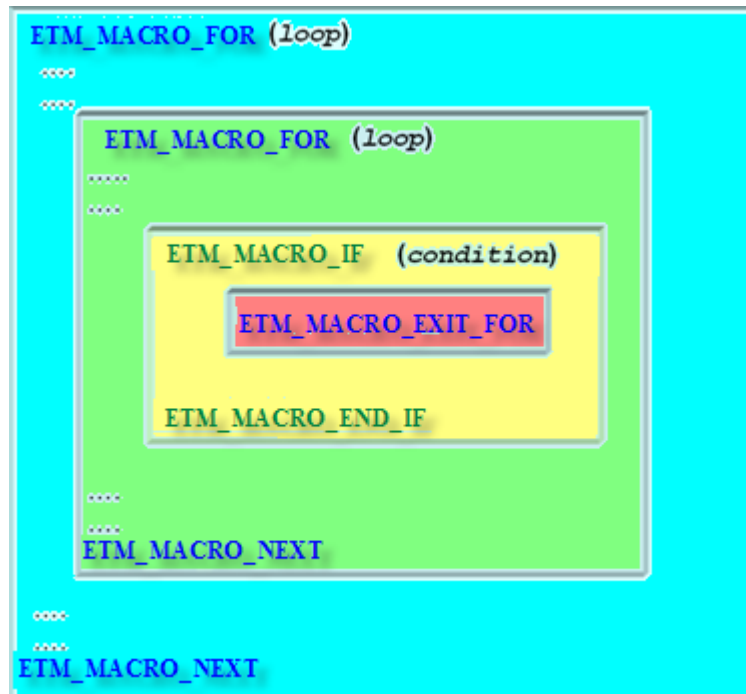 ETM_MACRO_FOR (loop)
....
....
ETM_MACRO_FOR (loop)
.....
....
ETM_MACRO_IF (condition)
ETM_MACRO_EXIT_FOR
ETM_MACRO_END_IF
....
....
ETM_MACRO_NEXT
....
....
ETM_MACRO_NEXT